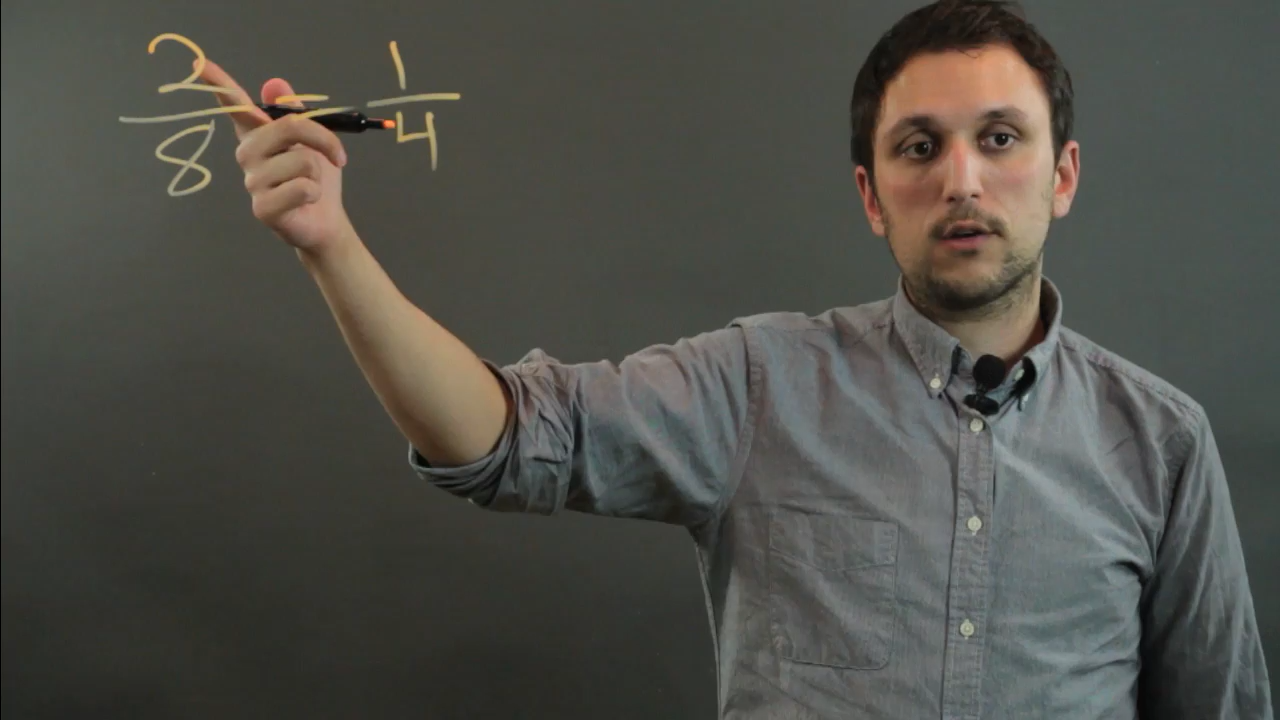 2/8 = 1/4